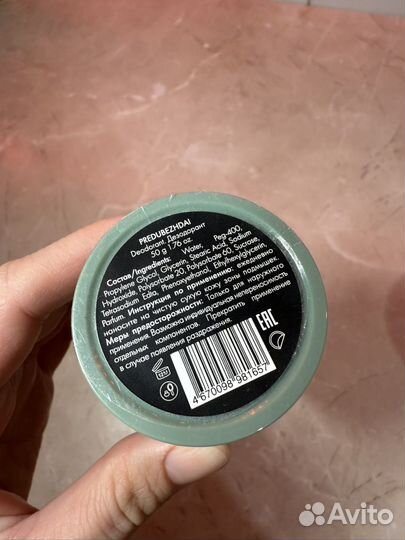 PREDUBEZHDAI
Deodorant. Дезодорант
50 g 1,76 oz.
Состав/Ingredients: Water, Peg-400,
Propylene Glycol, Glycerin, Stearic Acid, Sodium
Hydroxide, Polysorbate 20, Polysorbate 60, Sucrose,
Tetrasodium Edta, Phenoxyethanol, Ethylhexylglycerin,
Parfum. Инструкции по применению: ежедневно
наносите на чистую сухую кожу зоны подмышек.
Меры предосторожности: Только для наружного
применения. Возможна индивидуальная непереносимость
отдельных компонентов. Прекратить применение
в случае появления раздражения.
EAC
12M
4 670098 981657
Avito